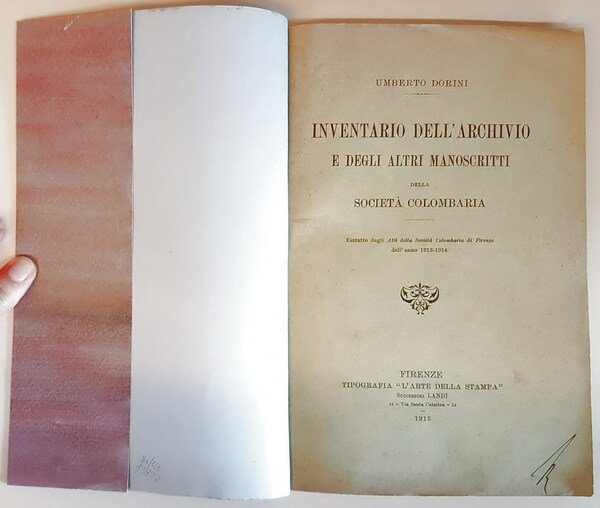 UMBERTO DORINI
INVENTARIO DELL'ARCHIVIO
E DEGLI ALTRI MANOSCRITTI
DELLA
SOCIETÀ COLOMBARIA
Estratto dagli Atti della Società Colombaria di Firenze
dell'anno 1913-1914
FIRENZE
TIPOGRAFIA "L'ARTE DELLA STAMPA"
Successori LANDI
14 – Via Santa Caterina – 14
1915